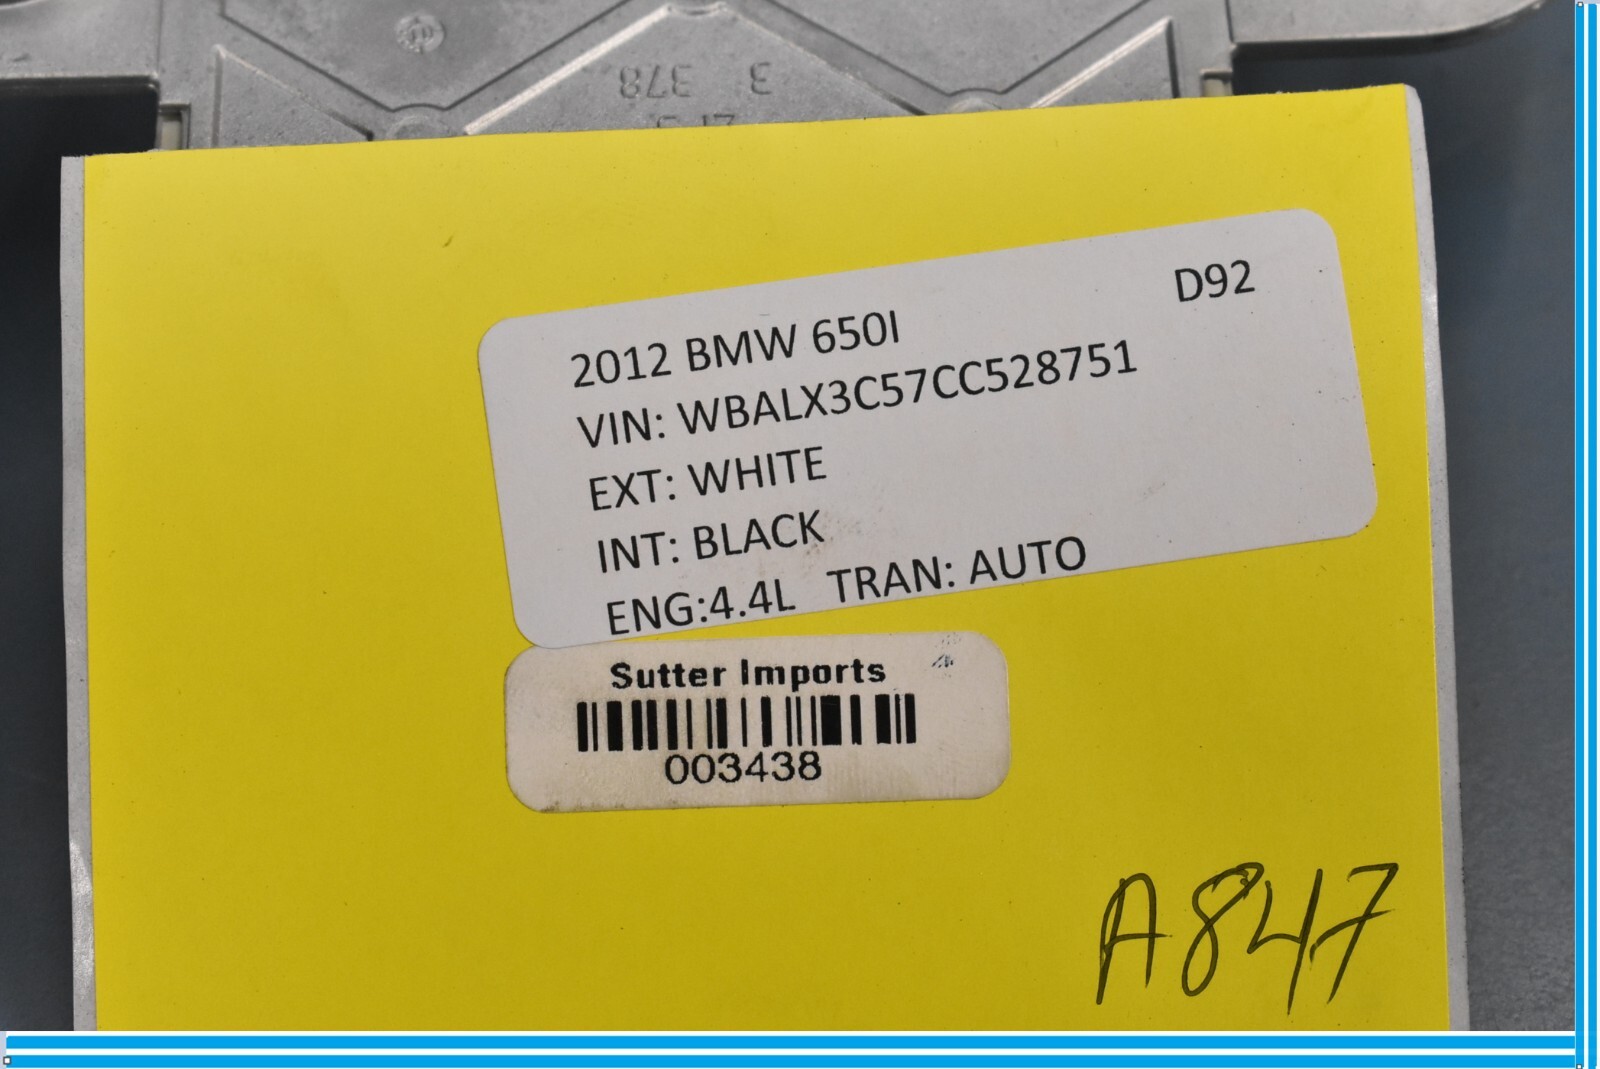 3 378
D92
2012 BMW 650I
VIN: WBALX3C57CC528751
EXT: WHITE
INT: BLACK
ENG:4.4L TRAN: AUTO
Sutter Imports
003438
A847